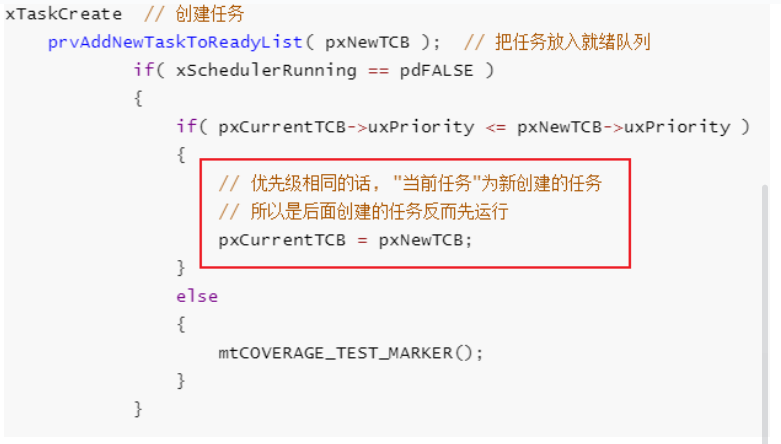 xTaskCreate  // 创建任务
    prvAddNewTaskToReadyList( pxNewTCB );  // 把任务放入就绪队列
            if( xSchedulerRunning == pdFALSE )
            {
                if( pxCurrentTCB->uxPriority <= pxNewTCB->uxPriority )
                {
                    // 优先级相同的话, "当前任务"为新创建的任务
                    // 所以是后面创建的任务反而先运行
                    pxCurrentTCB = pxNewTCB;
                }
                else
                {
                    mtCOVERAGE_TEST_MARKER();
                }
            }